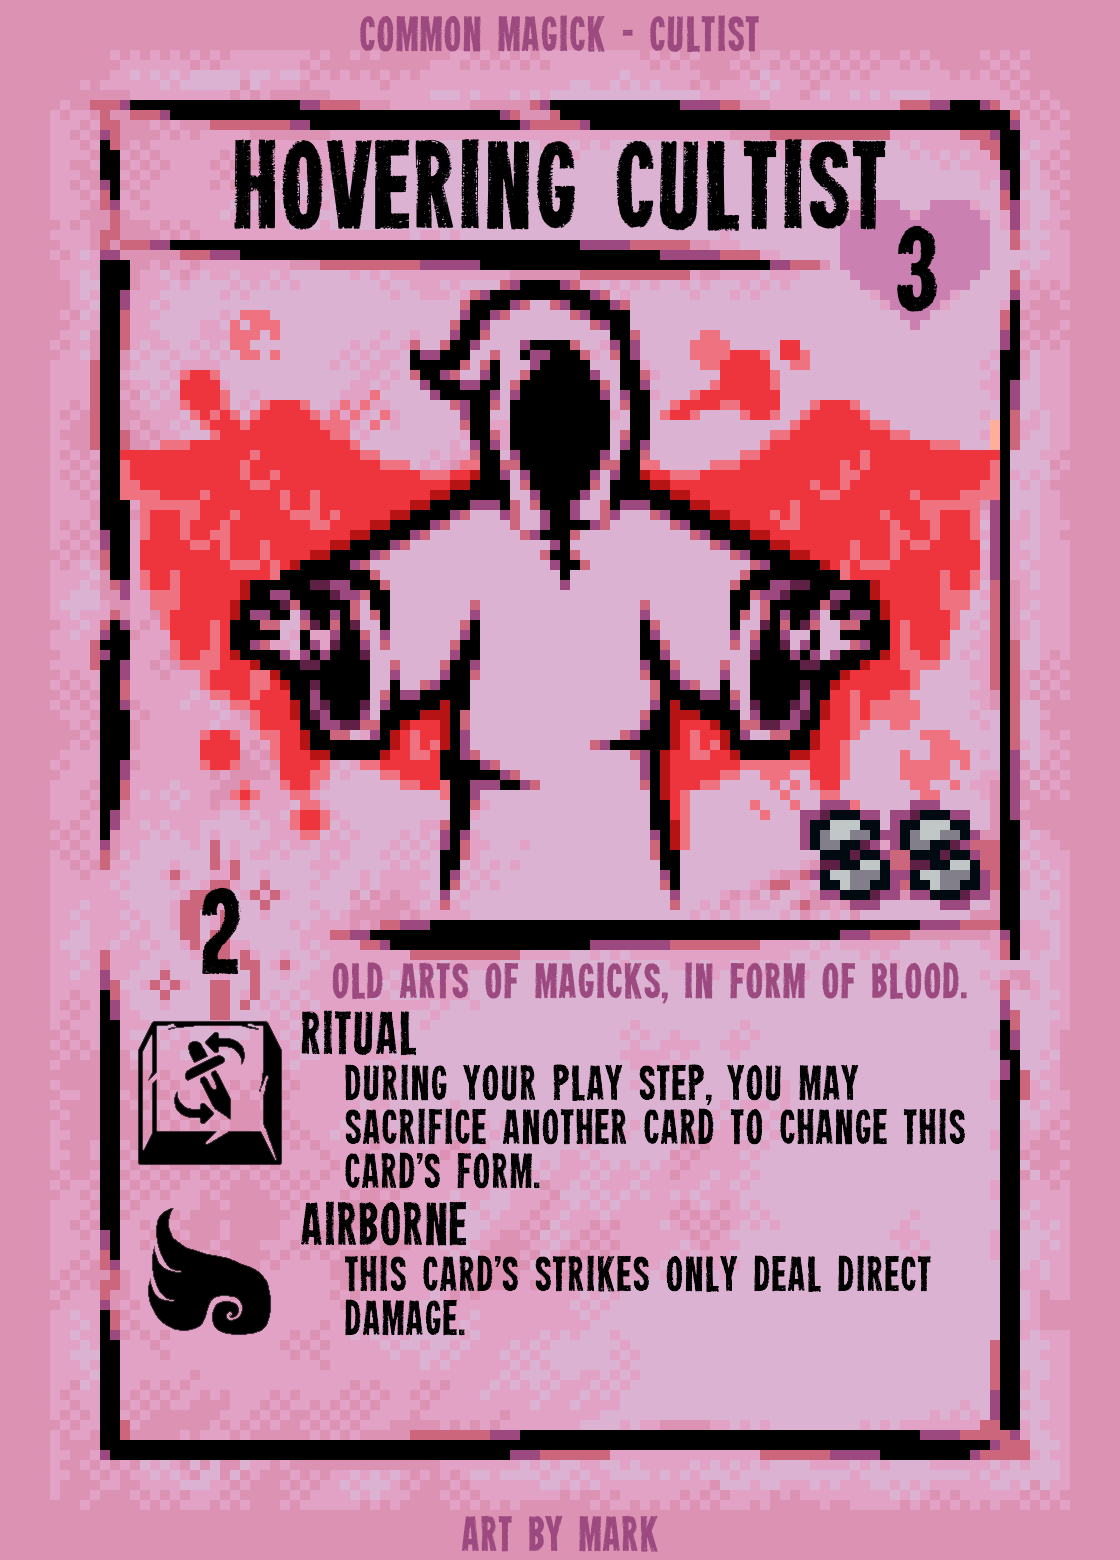 COMMON MAGICK - CULTIST
HOVERING CULTIST
3
2
OLD ARTS OF MAGICKS, IN FORM OF BLOOD.
RITUAL
DURING YOUR PLAY STEP, YOU MAY
SACRIFICE ANOTHER CARD TO CHANGE THIS
CARD'S FORM.
AIRBORNE
THIS CARD'S STRIKES ONLY DEAL DIRECT
DAMAGE.
ART BY MARK